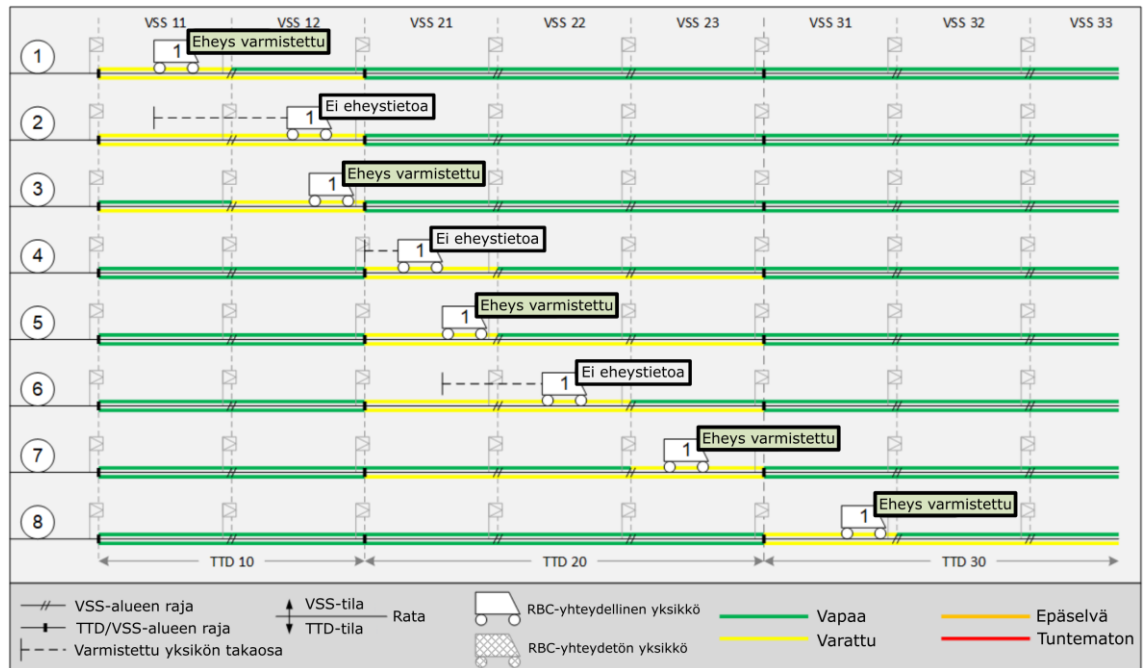 VSS 11 VSS 12 VSS 21 VSS 22 VSS 23 VSS 31 VSS 32 VSS 33
1 1 Eheys varmistettu
2 1 Ei eheystietoa
3 1 Eheys varmistettu
4 1 Ei eheystietoa
5 1 Eheys varmistettu
6 1 Ei eheystietoa
7 1 Eheys varmistettu
8 1 Eheys varmistettu
TTD 10 TTD 20 TTD 30
VSS-alueen raja
TTD/VSS-alueen raja
Varmistettu yksikön takaosa
VSS-tila
TTD-tila
Rata
RBC-yhteydellinen yksikkö
RBC-yhteydetön yksikkö
Vapaa
Varattu
Epäselvä
Tuntematon